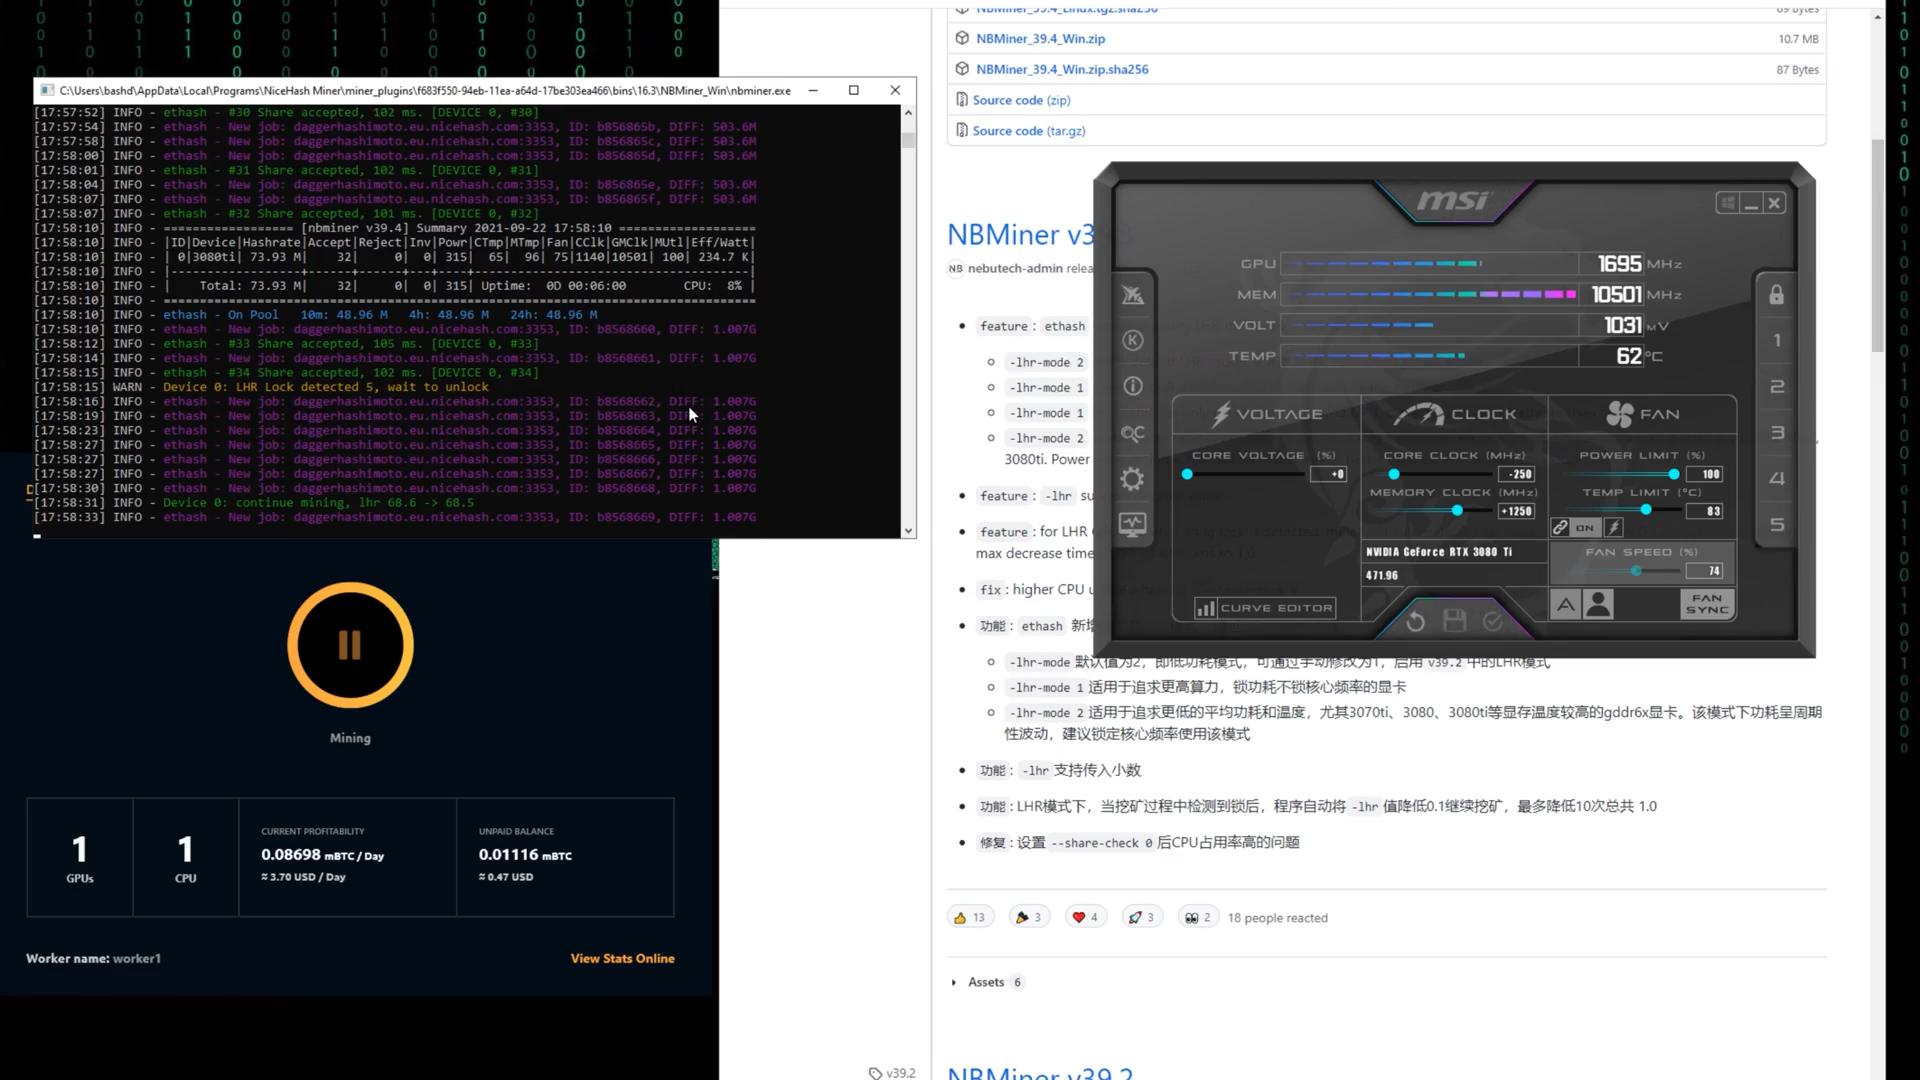 C:\Users\bashd\AppData\Local\Programs\NiceHash Miner\miner_plugins\f683f550-94eb-11ea-a64d-17be303ea466\bins\16.3\NBMiner_Win\nbminer.exe
[17:57:52] INFO - ethash - #30 Share accepted, 102 ms. [DEVICE 0, #30]
[17:57:54] INFO - ethash - New job: daggerhashimoto.eu.nicehash.com:3353, ID: b856865b, DIFF: 503.6M
[17:57:58] INFO - ethash - New job: daggerhashimoto.eu.nicehash.com:3353, ID: b856865c, DIFF: 503.6M
[17:58:00] INFO - ethash - New job: daggerhashimoto.eu.nicehash.com:3353, ID: b856865d, DIFF: 503.6M
[17:58:01] INFO - ethash - #31 Share accepted, 102 ms. [DEVICE 0, #31]
[17:58:04] INFO - ethash - New job: daggerhashimoto.eu.nicehash.com:3353, ID: b856865e, DIFF: 503.6M
[17:58:07] INFO - ethash - New job: daggerhashimoto.eu.nicehash.com:3353, ID: b856865f, DIFF: 503.6M
[17:58:07] INFO - ethash - #32 Share accepted, 101 ms. [DEVICE 0, #32]
[17:58:10] INFO - =================== [nbminer v39.4] Summary 2021-09-22 17:58:10 ===================
[17:58:10] INFO - |ID|Device|Hashrate|Accept|Reject|Inv|Powr|CTmp|MTmp|Fan|CClk|GMClk|MUtl|Eff/Watt|
[17:58:10] INFO - | 0|3080ti| 73.93 M|    32|     0|  0| 315|  65|  96| 75|1140|10501| 100| 234.7 K|
[17:58:10] INFO - |------------------+------+------+---+----+--------------------------------------|
[17:58:10] INFO - |    Total: 73.93 M|    32|     0|  0| 315| Uptime:  0D 00:06:00        CPU:  8% |
[17:58:10] INFO - ==================================================================================
[17:58:10] INFO - ethash - On Pool   10m: 48.96 M   4h: 48.96 M   24h: 48.96 M
[17:58:10] INFO - ethash - New job: daggerhashimoto.eu.nicehash.com:3353, ID: b8568660, DIFF: 1.007G
[17:58:12] INFO - ethash - #33 Share accepted, 105 ms. [DEVICE 0, #33]
[17:58:14] INFO - ethash - New job: daggerhashimoto.eu.nicehash.com:3353, ID: b8568661, DIFF: 1.007G
[17:58:15] INFO - ethash - #34 Share accepted, 102 ms. [DEVICE 0, #34]
[17:58:15] WARN - Device 0: LHR Lock detected 5, wait to unlock
[17:58:16] INFO - ethash - New job: daggerhashimoto.eu.nicehash.com:3353, ID: b8568662, DIFF: 1.007G
[17:58:19] INFO - ethash - New job: daggerhashimoto.eu.nicehash.com:3353, ID: b8568663, DIFF: 1.007G
[17:58:23] INFO - ethash - New job: daggerhashimoto.eu.nicehash.com:3353, ID: b8568664, DIFF: 1.007G
[17:58:27] INFO - ethash - New job: daggerhashimoto.eu.nicehash.com:3353, ID: b8568665, DIFF: 1.007G
[17:58:27] INFO - ethash - New job: daggerhashimoto.eu.nicehash.com:3353, ID: b8568666, DIFF: 1.007G
[17:58:27] INFO - ethash - New job: daggerhashimoto.eu.nicehash.com:3353, ID: b8568667, DIFF: 1.007G
[17:58:30] INFO - ethash - New job: daggerhashimoto.eu.nicehash.com:3353, ID: b8568668, DIFF: 1.007G
[17:58:31] INFO - Device 0: continue mining, lhr 68.6 -> 68.5
[17:58:33] INFO - ethash - New job: daggerhashimoto.eu.nicehash.com:3353, ID: b8568669, DIFF: 1.007G
Mining
1
GPUs
1
CPU
CURRENT PROFITABILITY
0.08698 mBTC / Day
≈ 3.70 USD / Day
UNPAID BALANCE
0.01116 mBTC
≈ 0.47 USD
Worker name: worker1
View Stats Online
NBMiner_39.4_Linux.tgz.sha256 89 Bytes
NBMiner_39.4_Win.zip 10.7 MB
NBMiner_39.4_Win.zip.sha256 87 Bytes
Source code (zip)
Source code (tar.gz)
NBMiner v3
NB nebutech-admin relea
feature : ethash
-lhr-mode 2
-lhr-mode 1
-lhr-mode 1
-lhr-mode 2
3080ti. Power
feature : -lhr su
feature : for LHR
max decrease time
fix : higher CPU u
功能 : ethash 新增
-lhr-mode 默认值为2，即低功耗模式，可通过手动修改为1，启用 v39.2 中的LHR模式
-lhr-mode 1 适用于追求更高算力，锁功耗不锁核心频率的显卡
-lhr-mode 2 适用于追求更低的平均功耗和温度，尤其3070ti、3080、3080ti等显存温度较高的gddr6x显卡。该模式下功耗呈周期
性波动，建议锁定核心频率使用该模式
功能 : -lhr 支持传入小数
功能 : LHR模式下，当挖矿过程中检测到锁后，程序自动将 -lhr 值降低0.1继续挖矿，最多降低10次总共 1.0
修复 : 设置 --share-check 0 后CPU占用率高的问题
13 3 4 3 2 18 people reacted
Assets 6
v39.2
NBMiner v39.2
msi
GPU 1695 MHz
MEM 10501 MHz
VOLT 1031 mV
TEMP 62 °C
K
i
OC
1
2
3
4
5
VOLTAGE
CORE VOLTAGE (%)
+0
CURVE EDITOR
CLOCK
CORE CLOCK (MHz)
-250
MEMORY CLOCK (MHz)
+1250
NVIDIA GeForce RTX 3080 Ti
471.96
FAN
POWER LIMIT (%)
100
TEMP LIMIT (°C)
83
ON
FAN SPEED (%)
74
A
FAN
SYNC